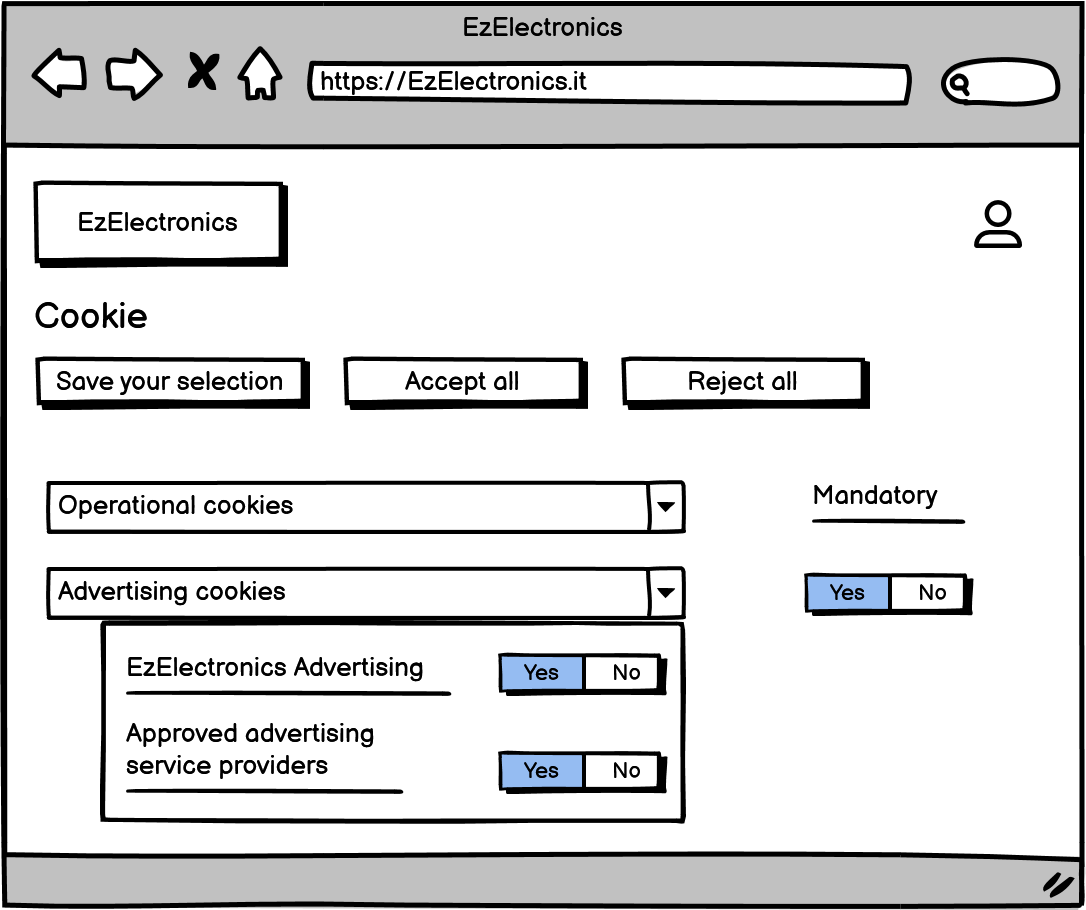 EzElectronics
https://EzElectronics.it
EzElectronics
Cookie
Save your selection
Accept all
Reject all
Operational cookies
Mandatory
Advertising cookies
Yes
No
EzElectronics Advertising
Yes
No
Approved advertising
service providers
Yes
No